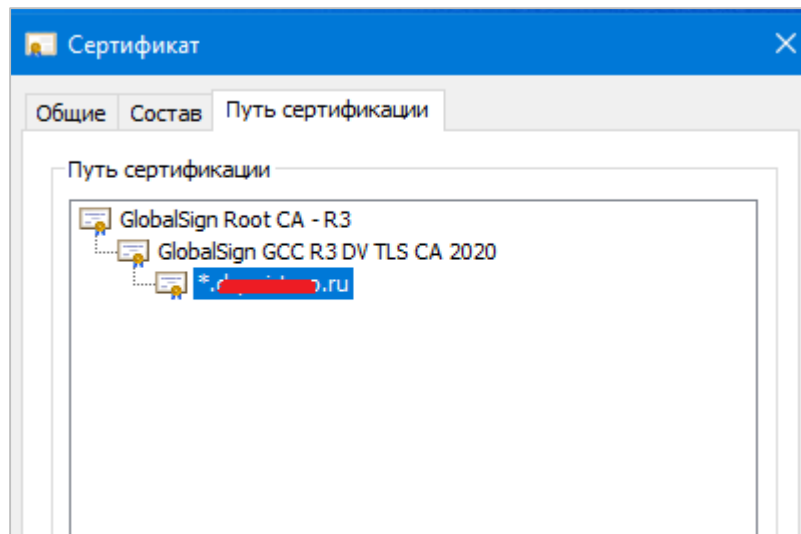 Сертификат
Общие Состав Путь сертификации
Путь сертификации
GlobalSign Root CA - R3
GlobalSign GCC R3 DV TLS CA 2020
.ru